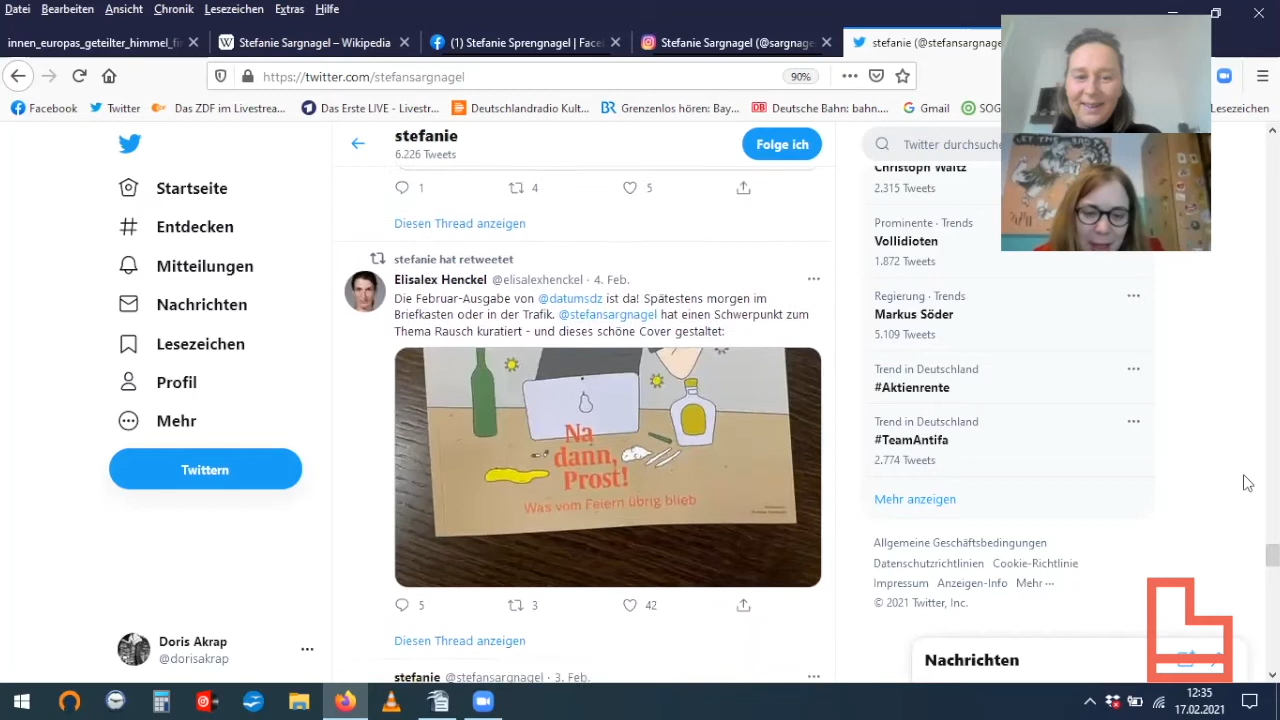 Datei Bearbeiten Ansicht Chronik Lesezeichen Extras Hilfe
innen_europas_geteilter_himmel_fi
Stefanie Sargnagel – Wikipedia
(1) Stefanie Sprengnagel | Face
Stefanie Sargnagel (@sargnage
stefanie (@stefansargnage
https://twitter.com/stefansargnagel
90%
Facebook
Twitter
Das ZDF im Livestrea...
Das Erste LIVE - Livestr...
Deutschlandradio Kult...
Grenzenlos hören: Bay...
Deutsche Bahn: bahn....
Gmail
SOG
Lesezeichen
Startseite
Entdecken
Mitteilungen
Nachrichten
Lesezeichen
Profil
Mehr
Twittern
Doris Akrap
@dorisakrap
stefanie
6.226 Tweets
Folge ich
1 4 5
Diesen Thread anzeigen
stefanie hat retweetet
Elisalex Henckel @elisalexhenckel · 4. Feb.
Die Februar-Ausgabe von @datumsdz ist da! Spätestens morgen im
Briefkasten oder in der Trafik. @stefansargnagel hat einen Schwerpunkt zum
Thema Rausch kuratiert - und dieses schöne Cover gestaltet:
Na
dann,
Prost!
Was vom Feiern übrig blieb
5 3 42
Diesen Thread anzeigen
stefanie @stefansargnagel · 3. Feb.
Twitter durchsuche
Christoph Waltz
2.315 Tweets
Prominente · Trends
Vollidioten
1.872 Tweets
Regierung · Trends
Markus Söder
5.109 Tweets
Trend in Deutschland
#Aktienrente
Trend in Deutschland
#TeamAntifa
2.774 Tweets
Mehr anzeigen
Allgemeine Geschäftsbedingungen
Datenschutzrichtlinien Cookie-Richtlinie
Impressum Anzeigen-Info Mehr ···
© 2021 Twitter, Inc.
Nachrichten
12:35
17.02.2021